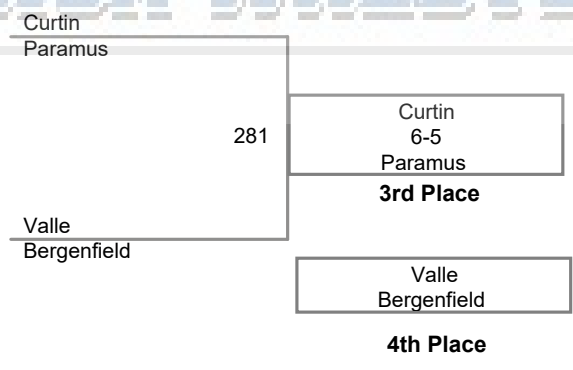 Curtin
Paramus
281
Curtin
6-5
Paramus
3rd Place
Valle
Bergenfield
Valle
Bergenfield
4th Place